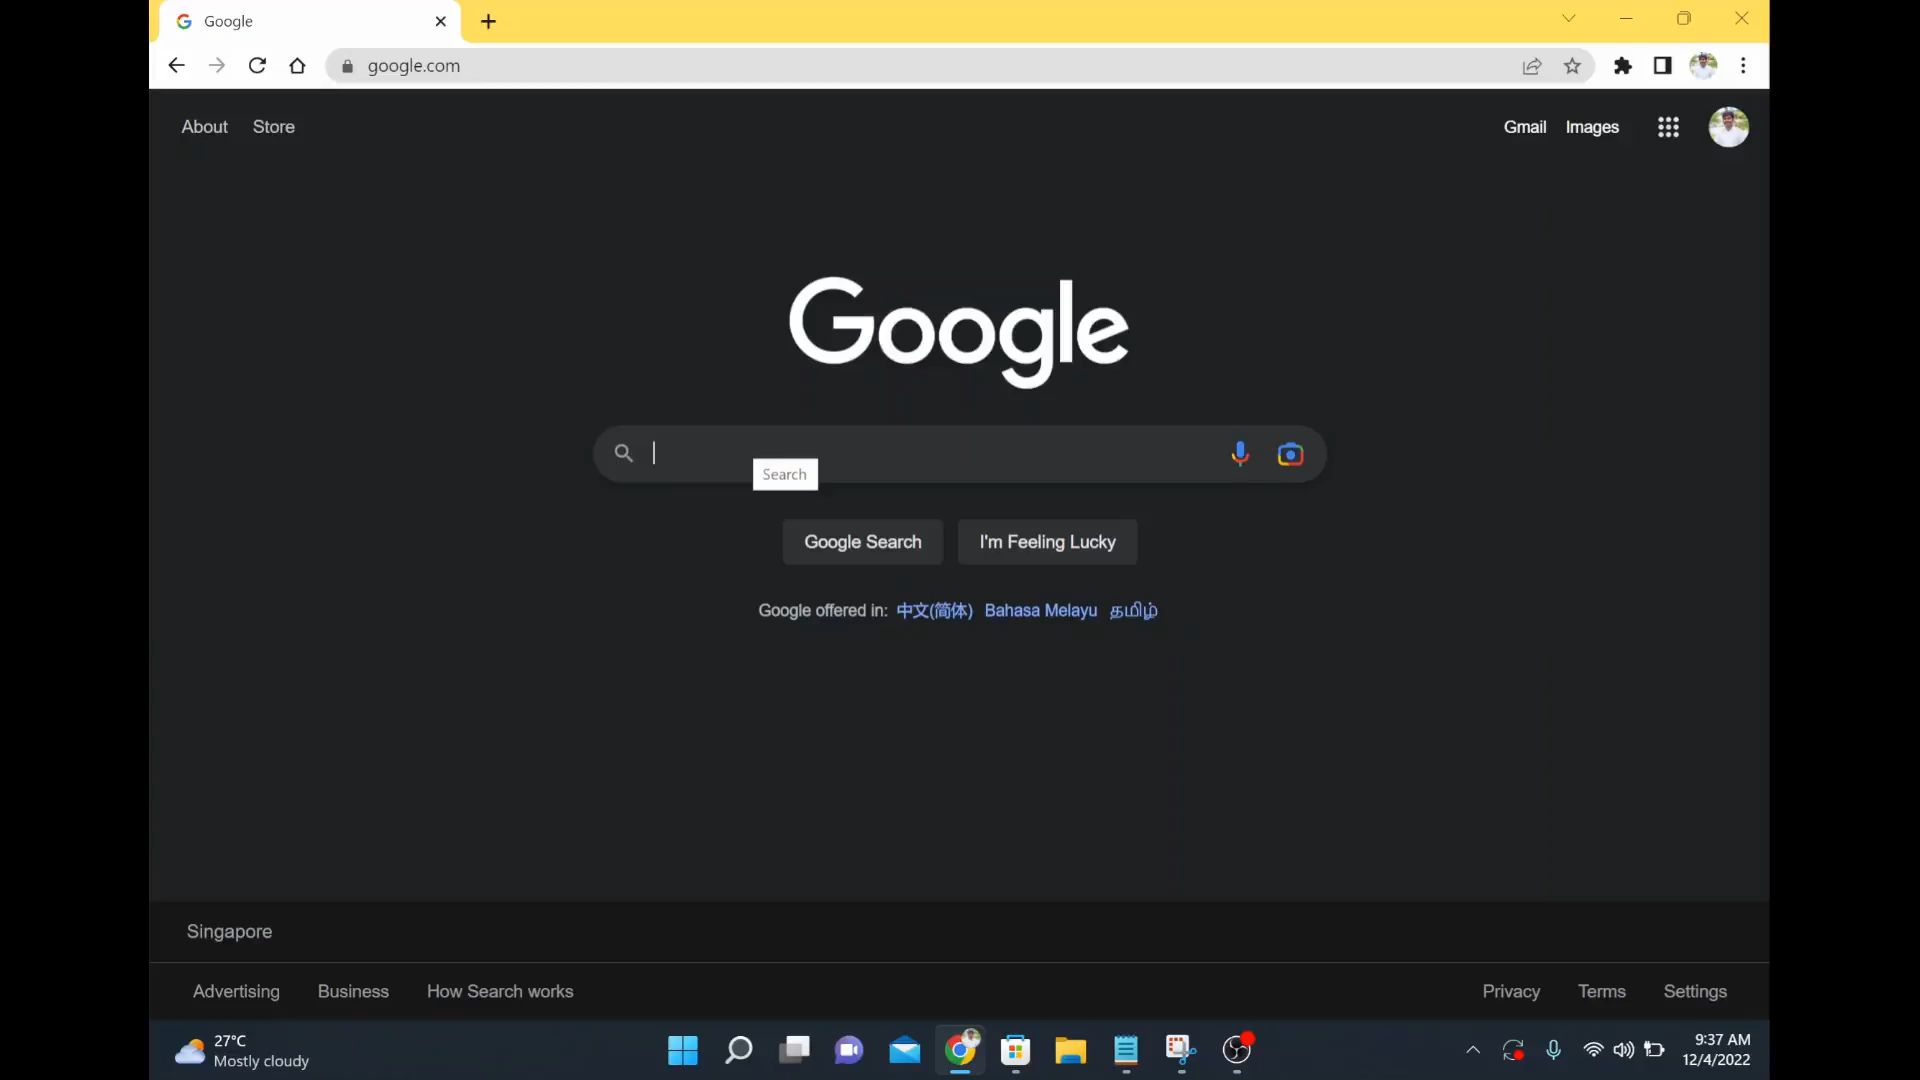 Google
google.com
About Store
Gmail Images
Google
Search
Google Search I'm Feeling Lucky
Google offered in: 中文(简体) Bahasa Melayu தமிழ்
Singapore
Advertising Business How Search works
Privacy Terms Settings
27°C
Mostly cloudy
9:37 AM
12/4/2022